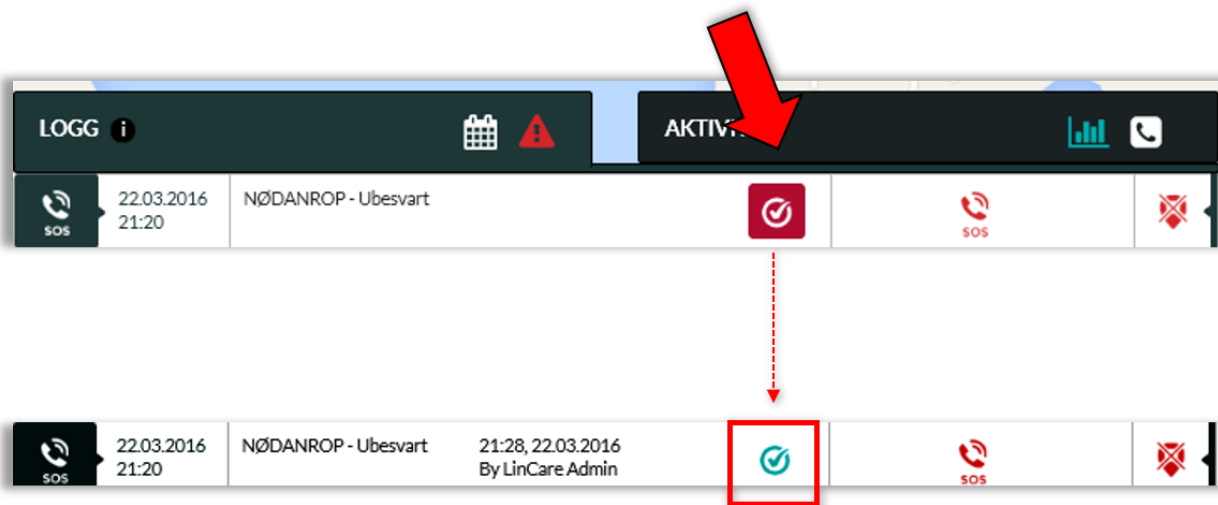 LOGG i
SOS
22.03.2016
21:20
NØDANROP - Ubesvart
SOS
SOS
22.03.2016
21:20
NØDANROP - Ubesvart
21:28, 22.03.2016
By LinCare Admin
SOS